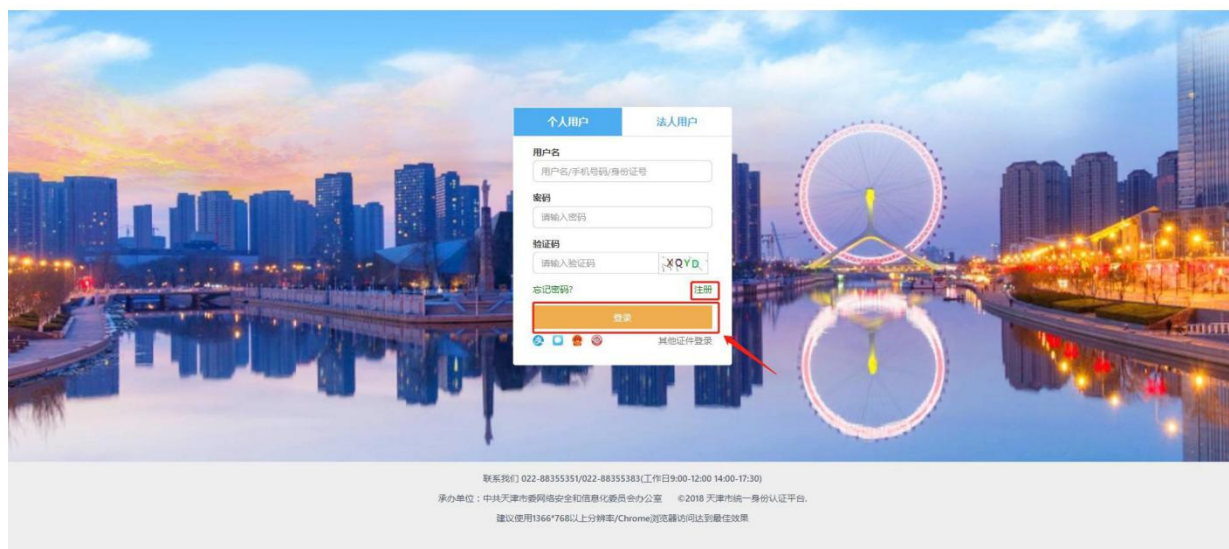 个人用户 法人用户
用户名
用户名/手机号码/身份证号
密码
请输入密码
验证码
请输入验证码 XQYD
忘记密码? 注册
登录
其他证件登录
联系我们 022-88355351/022-88355383(工作日9:00-12:00 14:00-17:30)
承办单位：中共天津市委网络安全和信息化委员会办公室 ©2018 天津市统一身份认证平台.
建议使用1366*768以上分辨率/Chrome浏览器访问达到最佳效果